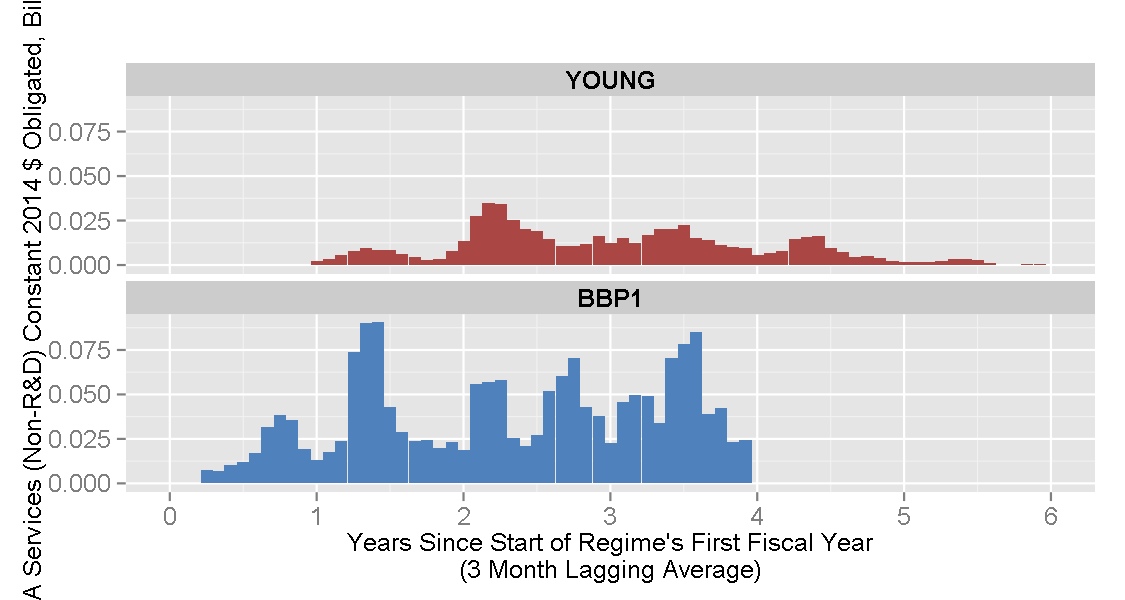 A Services (Non-R&D) Constant 2014 $ Obligated,
YOUNG
0.075
0.050
0.025
0.000
BBP1
0.075
0.050
0.025
0.000
0 1 2 3 4 5 6
Years Since Start of Regime's First Fiscal Year
(3 Month Lagging Average)